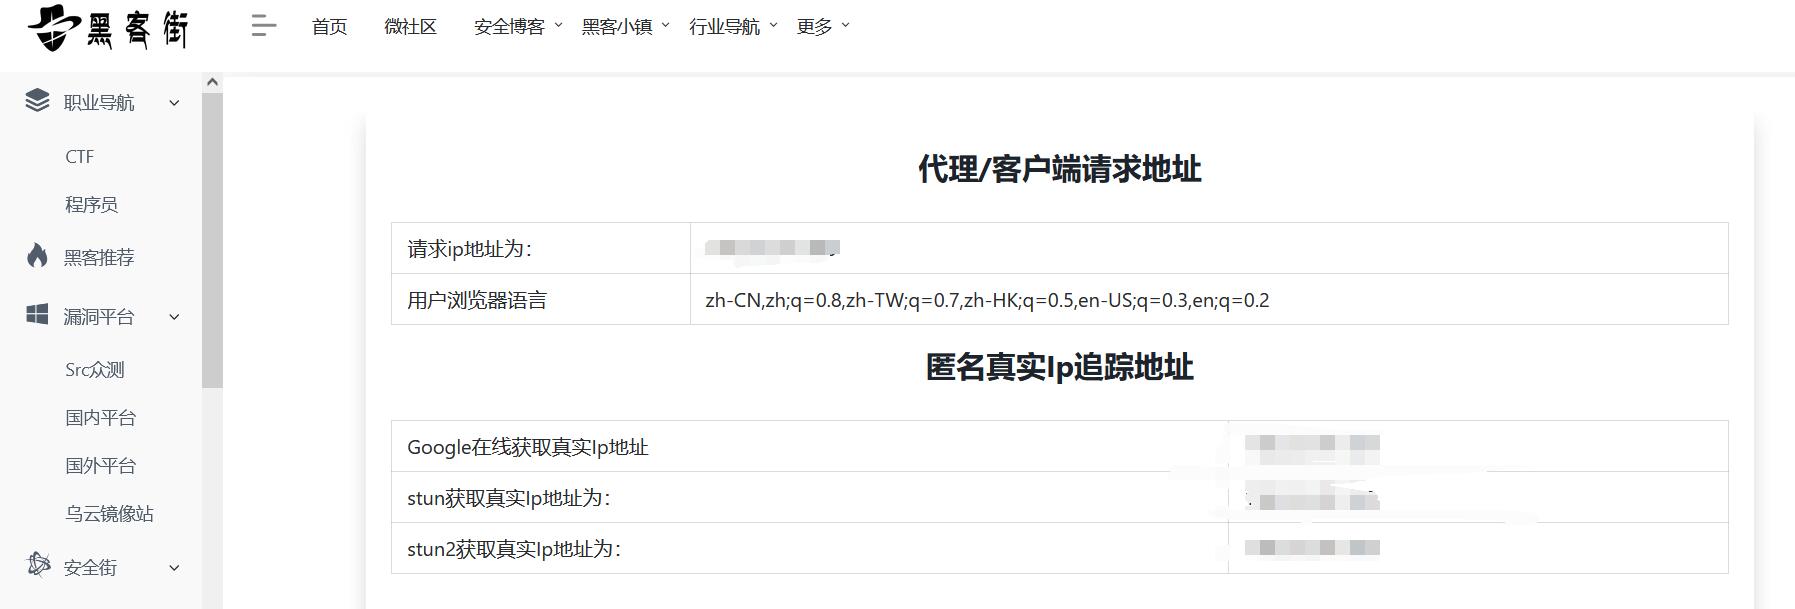 黑客街
首页 微社区 安全博客 黑客小镇 行业导航 更多
职业导航
CTF
程序员
黑客推荐
漏洞平台
Src众测
国内平台
国外平台
乌云镜像站
安全街
代理/客户端请求地址
请求ip地址为：
用户浏览器语言 zh-CN,zh;q=0.8,zh-TW;q=0.7,zh-HK;q=0.5,en-US;q=0.3,en;q=0.2
匿名真实Ip追踪地址
Google在线获取真实Ip地址
stun获取真实Ip地址为：
stun2获取真实Ip地址为：